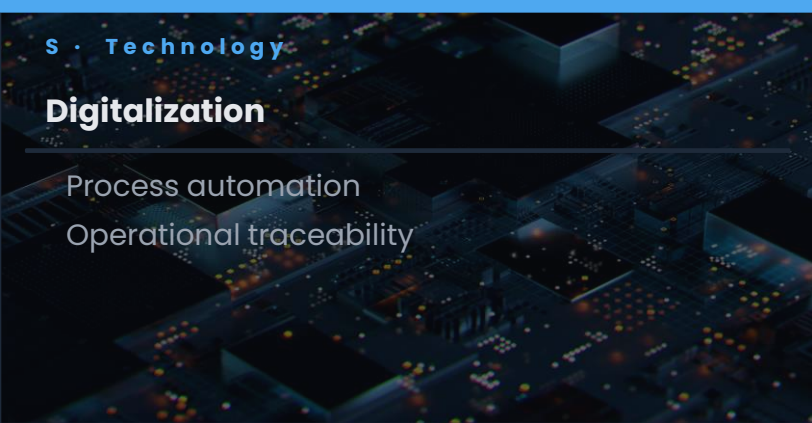 S · Technology
Digitalization
Process automation
Operational traceability